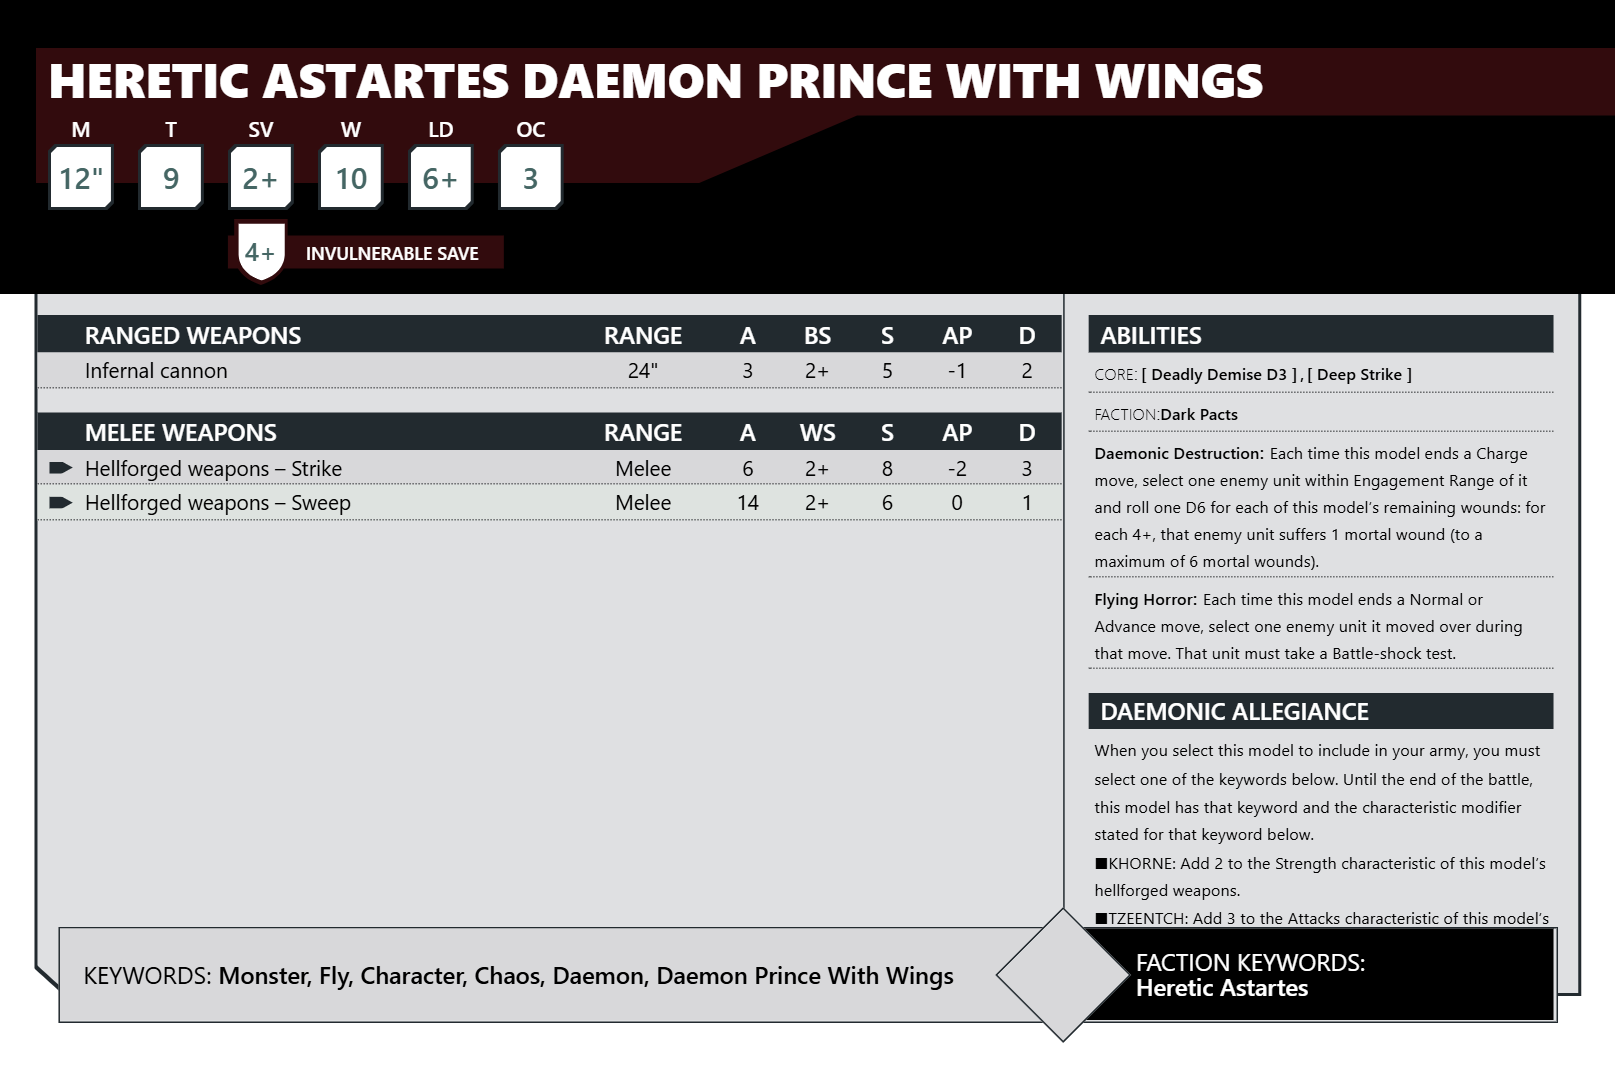 HERETIC ASTARTES DAEMON PRINCE WITH WINGS
M T SV W LD OC
12" 9 2+ 10 6+ 3
4+ INVULNERABLE SAVE
RANGED WEAPONS RANGE A BS S AP D
Infernal cannon 24" 3 2+ 5 -1 2
MELEE WEAPONS RANGE A WS S AP D
Hellforged weapons – Strike Melee 6 2+ 8 -2 3
Hellforged weapons – Sweep Melee 14 2+ 6 0 1
ABILITIES
CORE: [ Deadly Demise D3 ] , [ Deep Strike ]
FACTION:Dark Pacts
Daemonic Destruction: Each time this model ends a Charge
move, select one enemy unit within Engagement Range of it
and roll one D6 for each of this model’s remaining wounds: for
each 4+, that enemy unit suffers 1 mortal wound (to a
maximum of 6 mortal wounds).
Flying Horror: Each time this model ends a Normal or
Advance move, select one enemy unit it moved over during
that move. That unit must take a Battle-shock test.
DAEMONIC ALLEGIANCE
When you select this model to include in your army, you must
select one of the keywords below. Until the end of the battle,
this model has that keyword and the characteristic modifier
stated for that keyword below.
■KHORNE: Add 2 to the Strength characteristic of this model’s
hellforged weapons.
■TZEENTCH: Add 3 to the Attacks characteristic of this model’s
KEYWORDS: Monster, Fly, Character, Chaos, Daemon, Daemon Prince With Wings
FACTION KEYWORDS:
Heretic Astartes